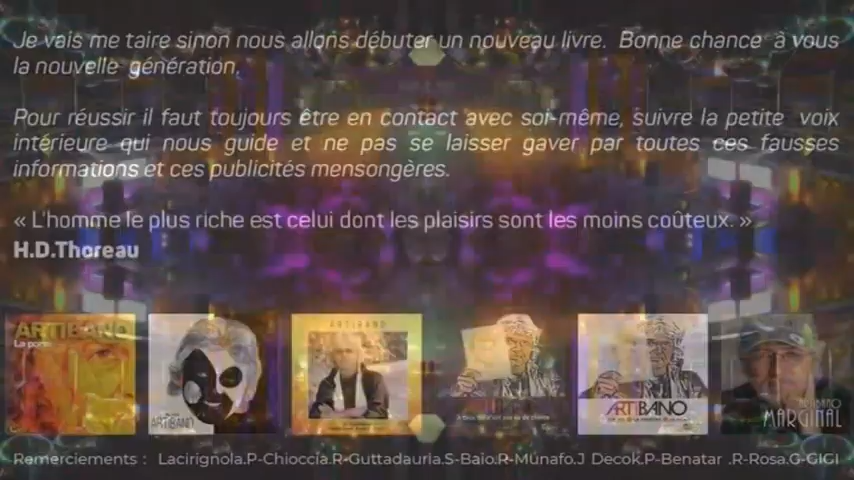 Je vais me taire sinon nous allons débuter un nouveau livre. Bonne chance à vous
la nouvelle génération,
Pour réussir il faut toujours être en contact avec soi-même, suivre la petite voix
intérieure qui nous guide et ne pas se laisser gaver par toutes ces fausses
informations et ces publicités mensongères.
« L'homme le plus riche est celui dont les plaisirs sont les moins coûteux. »
H.D.Thoreau
ARTIBANO
La porte
ARTIBANO
ARTIBANO
ARTIBANO
ARTIBANO
MARGINAL
Remerciements : Lacirignola.P-Chioccia.R-Guttadauria.S-Baio.R-Munafo.J Decok.P-Benatar .R-Rosa.G-GIGI